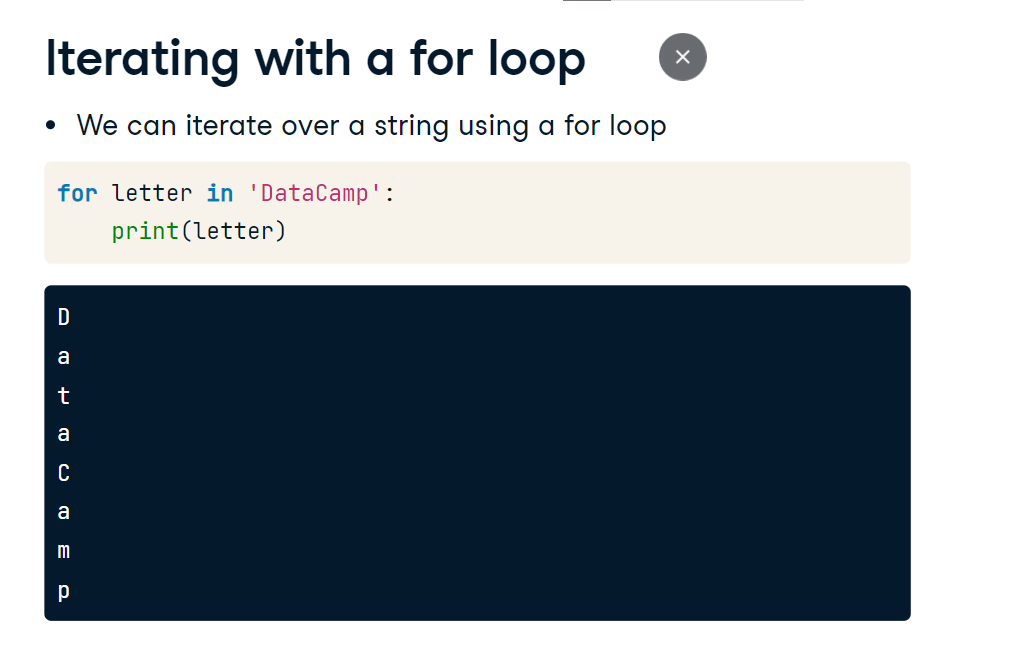 Iterating with a for loop
• We can iterate over a string using a for loop
for letter in 'DataCamp':
    print(letter)
D
a
t
a
C
a
m
p